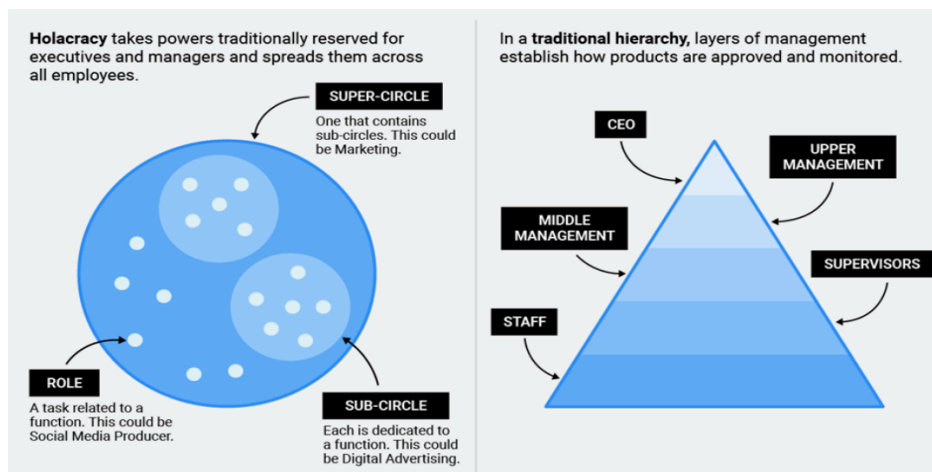 Holacracy takes powers traditionally reserved for
executives and managers and spreads them across
all employees.
SUPER-CIRCLE
One that contains
sub-circles. This could
be Marketing.
ROLE
A task related to a
function. This could be
Social Media Producer.
SUB-CIRCLE
Each is dedicated to
a function. This could
be Digital Advertising.
In a traditional hierarchy, layers of management
establish how products are approved and monitored.
CEO
UPPER
MANAGEMENT
MIDDLE
MANAGEMENT
SUPERVISORS
STAFF